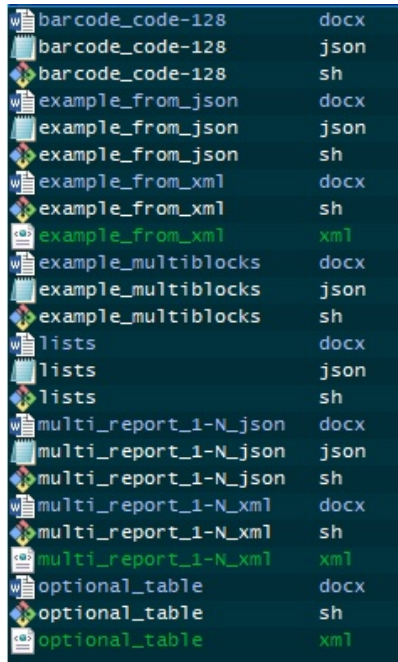 barcode_code-128 docx
barcode_code-128 json
barcode_code-128 sh
example_from_json docx
example_from_json json
example_from_json sh
example_from_xml docx
example_from_xml sh
example_from_xml xml
example_multiblocks docx
example_multiblocks json
example_multiblocks sh
lists docx
lists json
lists sh
multi_report_1-N_json docx
multi_report_1-N_json json
multi_report_1-N_json sh
multi_report_1-N_xml docx
multi_report_1-N_xml sh
multi_report_1-N_xml xml
optional_table docx
optional_table sh
optional_table xml